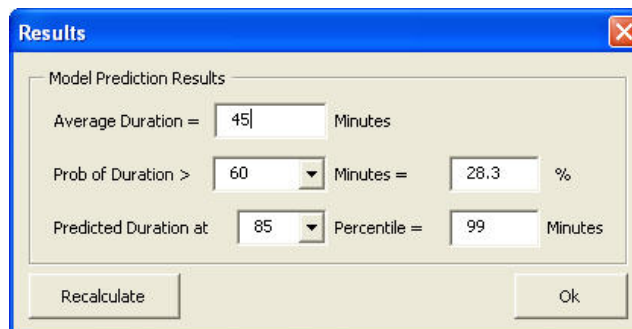 Results
Model Prediction Results
Average Duration = 45 Minutes
Prob of Duration > 60 Minutes = 28.3 %
Predicted Duration at 85 Percentile = 99 Minutes
Recalculate Ok